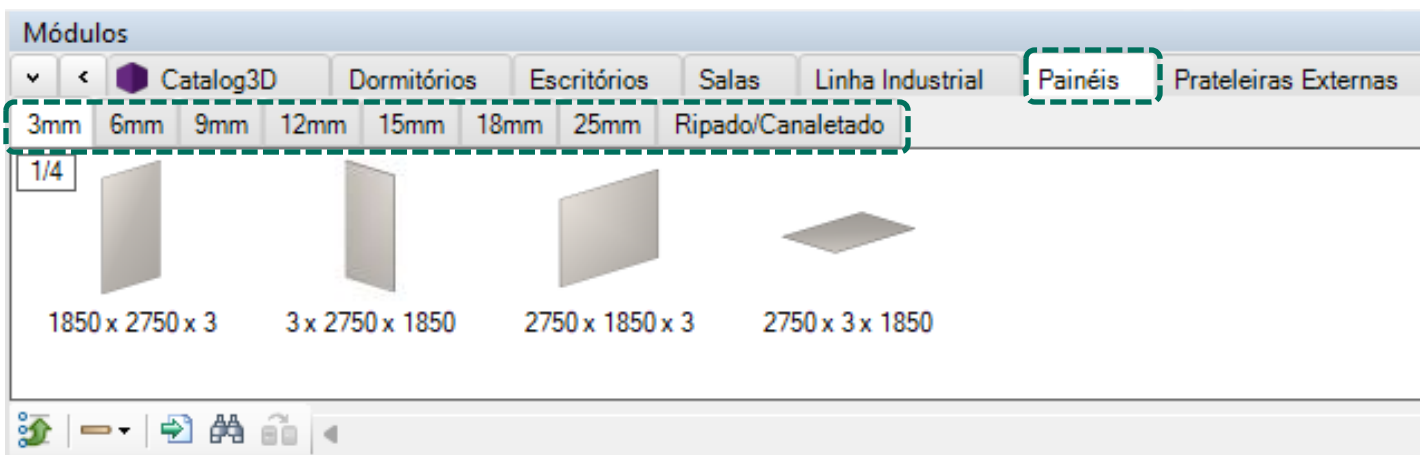 Módulos
Catalog3D Dormitórios Escritórios Salas Linha Industrial Painéis Prateleiras Externas
3mm 6mm 9mm 12mm 15mm 18mm 25mm Ripado/Canaletado
1/4
1850 x 2750 x 3 3 x 2750 x 1850 2750 x 1850 x 3 2750 x 3 x 1850